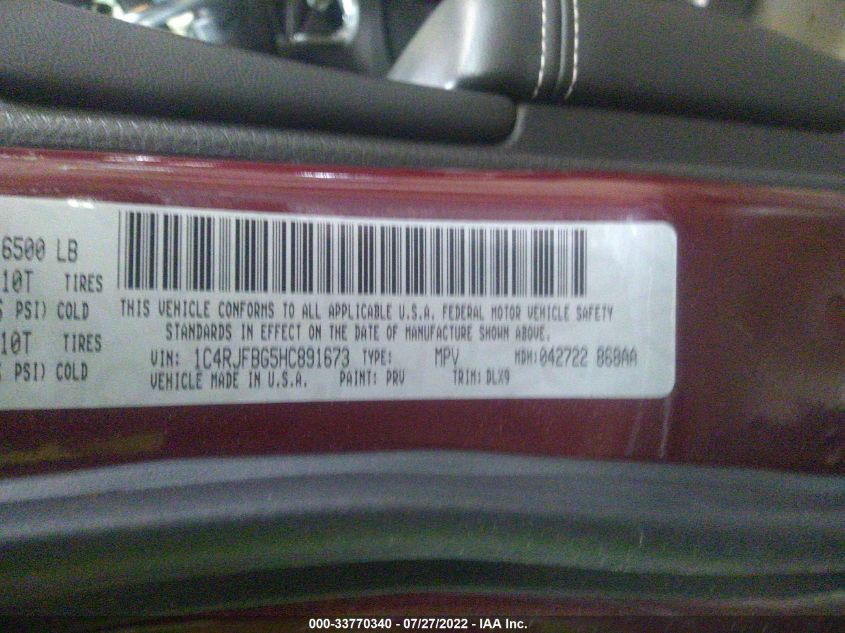 6500 LB
10T TIRES
PSI) COLD
10T TIRES
PSI) COLD
THIS VEHICLE CONFORMS TO ALL APPLICABLE U.S.A. FEDERAL MOTOR VEHICLE SAFETY
STANDARDS IN EFFECT ON THE DATE OF MANUFACTURE SHOWN ABOVE.
VIN: 1C4RJFBG5HC891673 TYPE: MPV MDH: 042722 868AA
VEHICLE MADE IN U.S.A. PAINT: PRV TRIM: DLX9
000-33770340 - 07/27/2022 - IAA Inc.